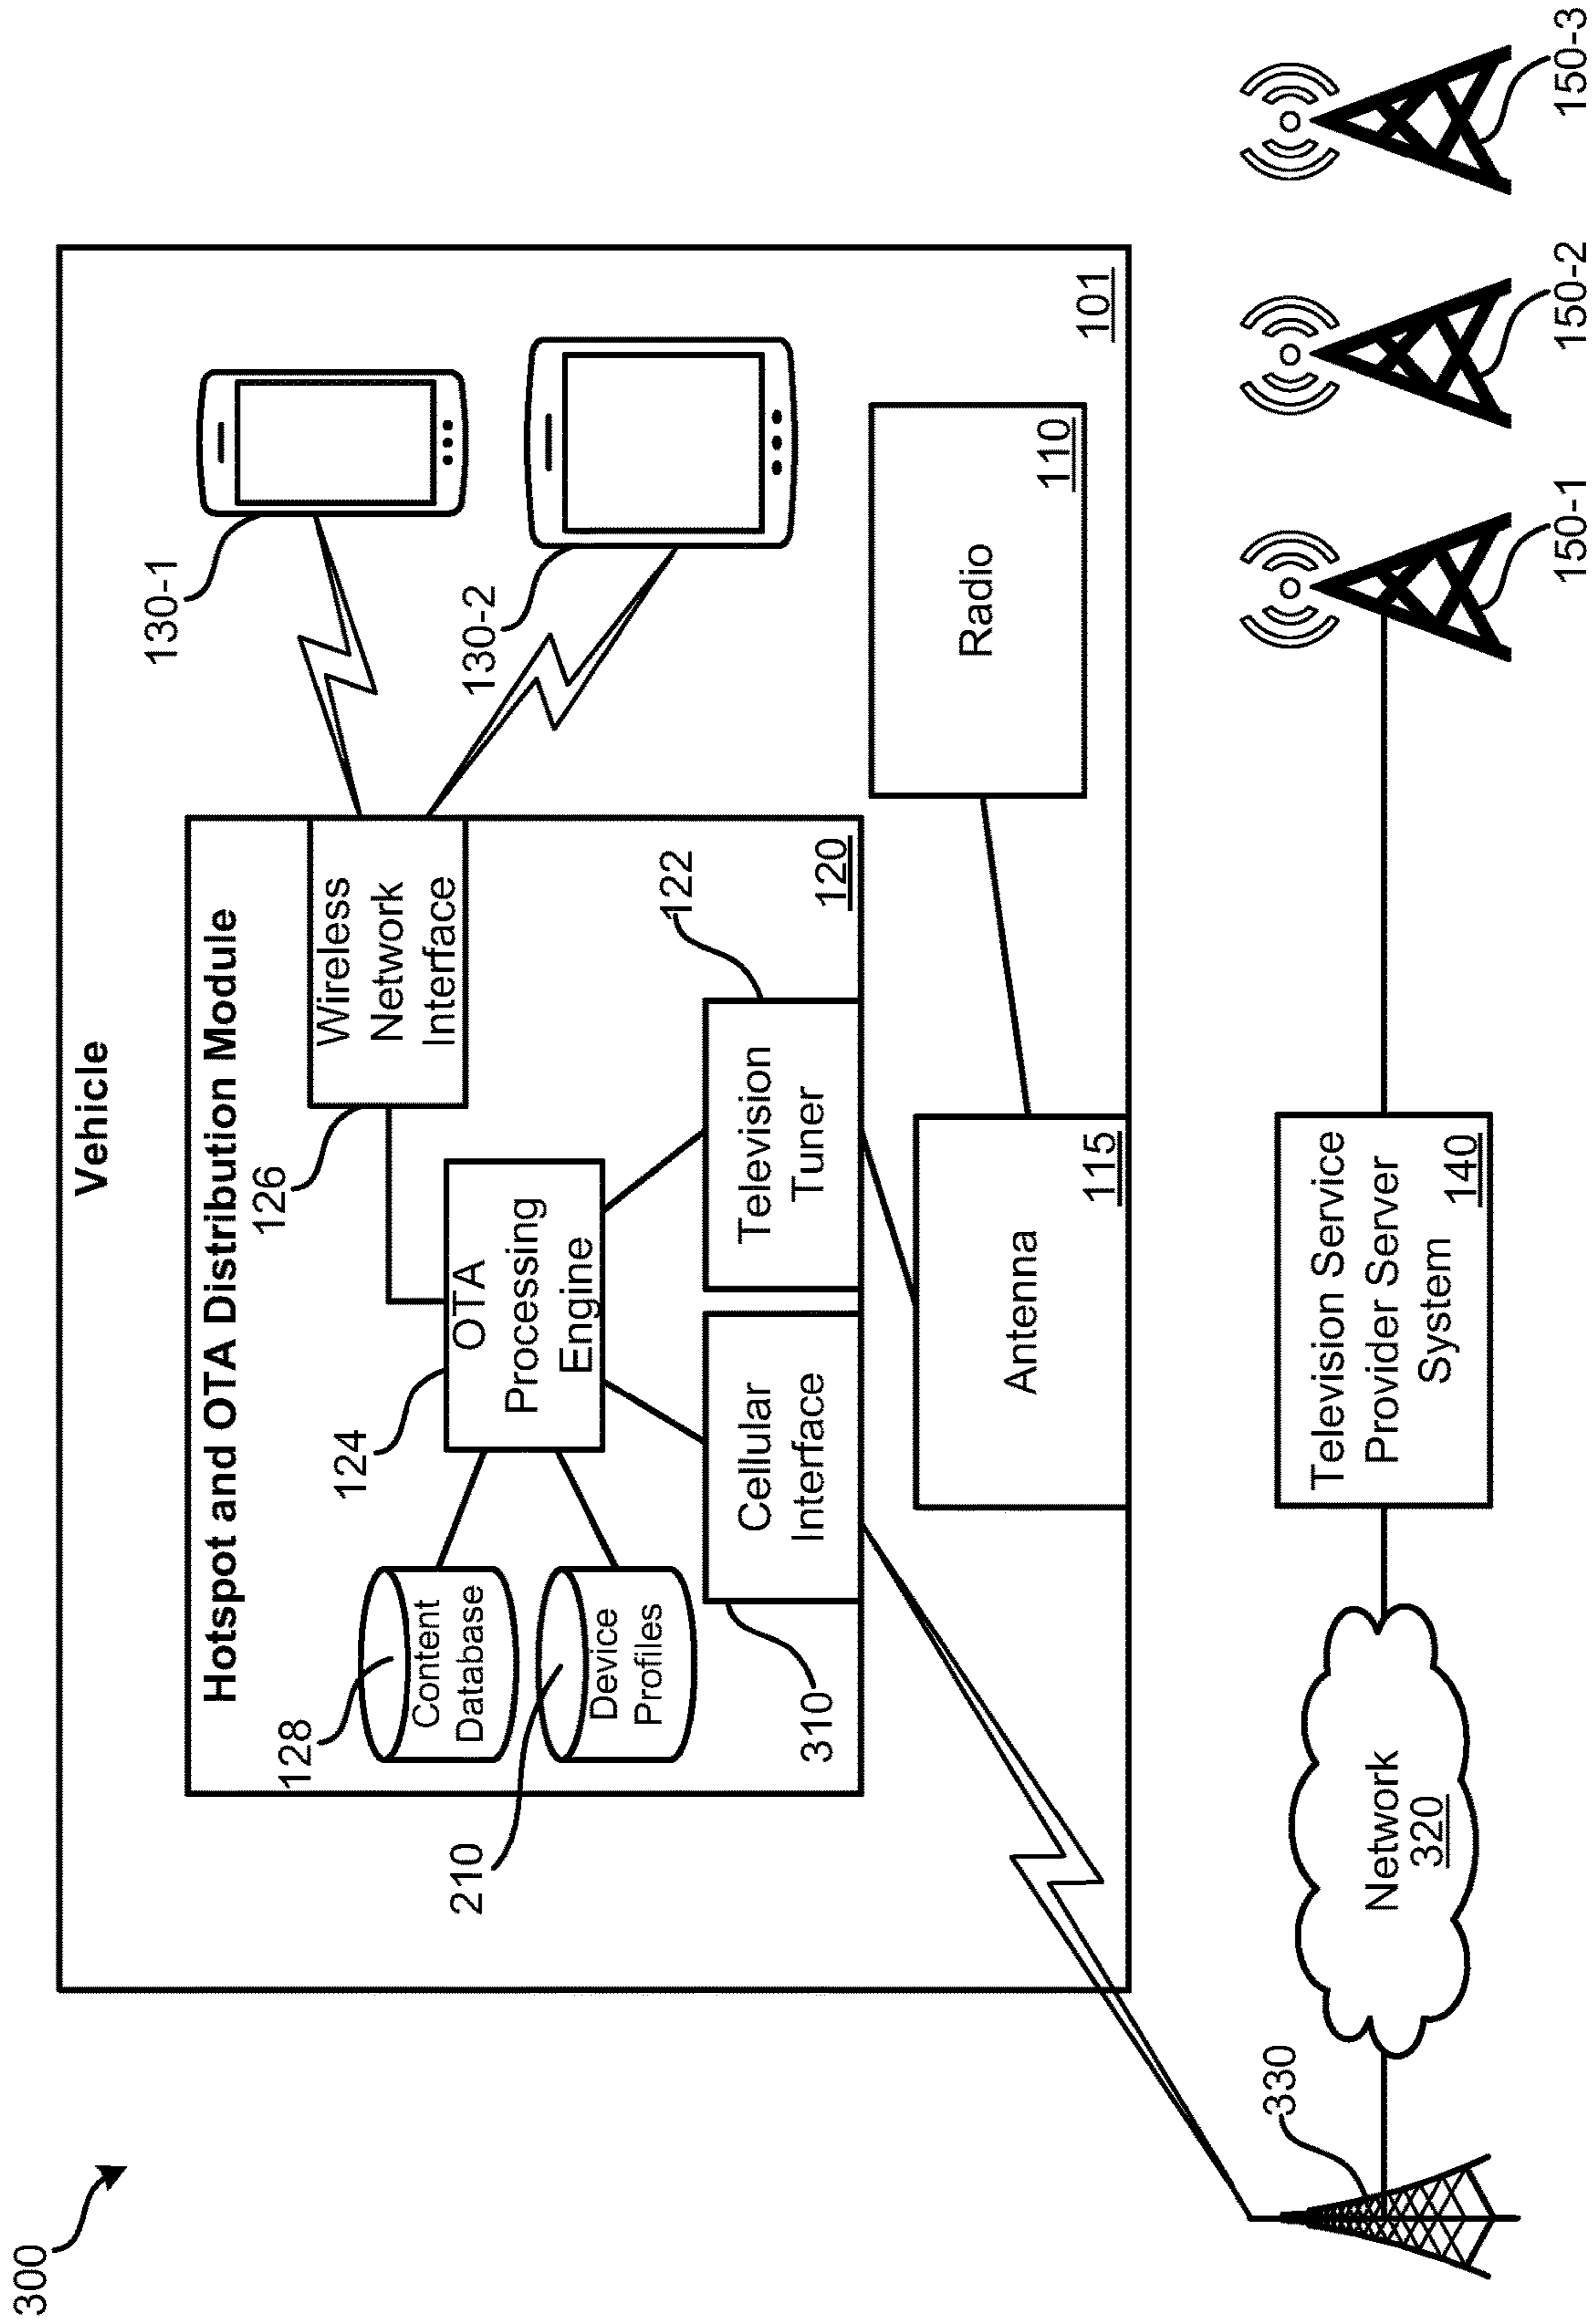 300
Vehicle
Hotspot and OTA Distribution Module
128
Content
Database
210
Device
Profiles
124
OTA
Processing
Engine
126
Wireless
Network
Interface
130-1
130-2
310
Cellular
Interface
Television
Tuner
122
120
Antenna
115
Radio
110
101
330
Network
320
Television Service
Provider Server
System
140
150-1
150-2
150-3